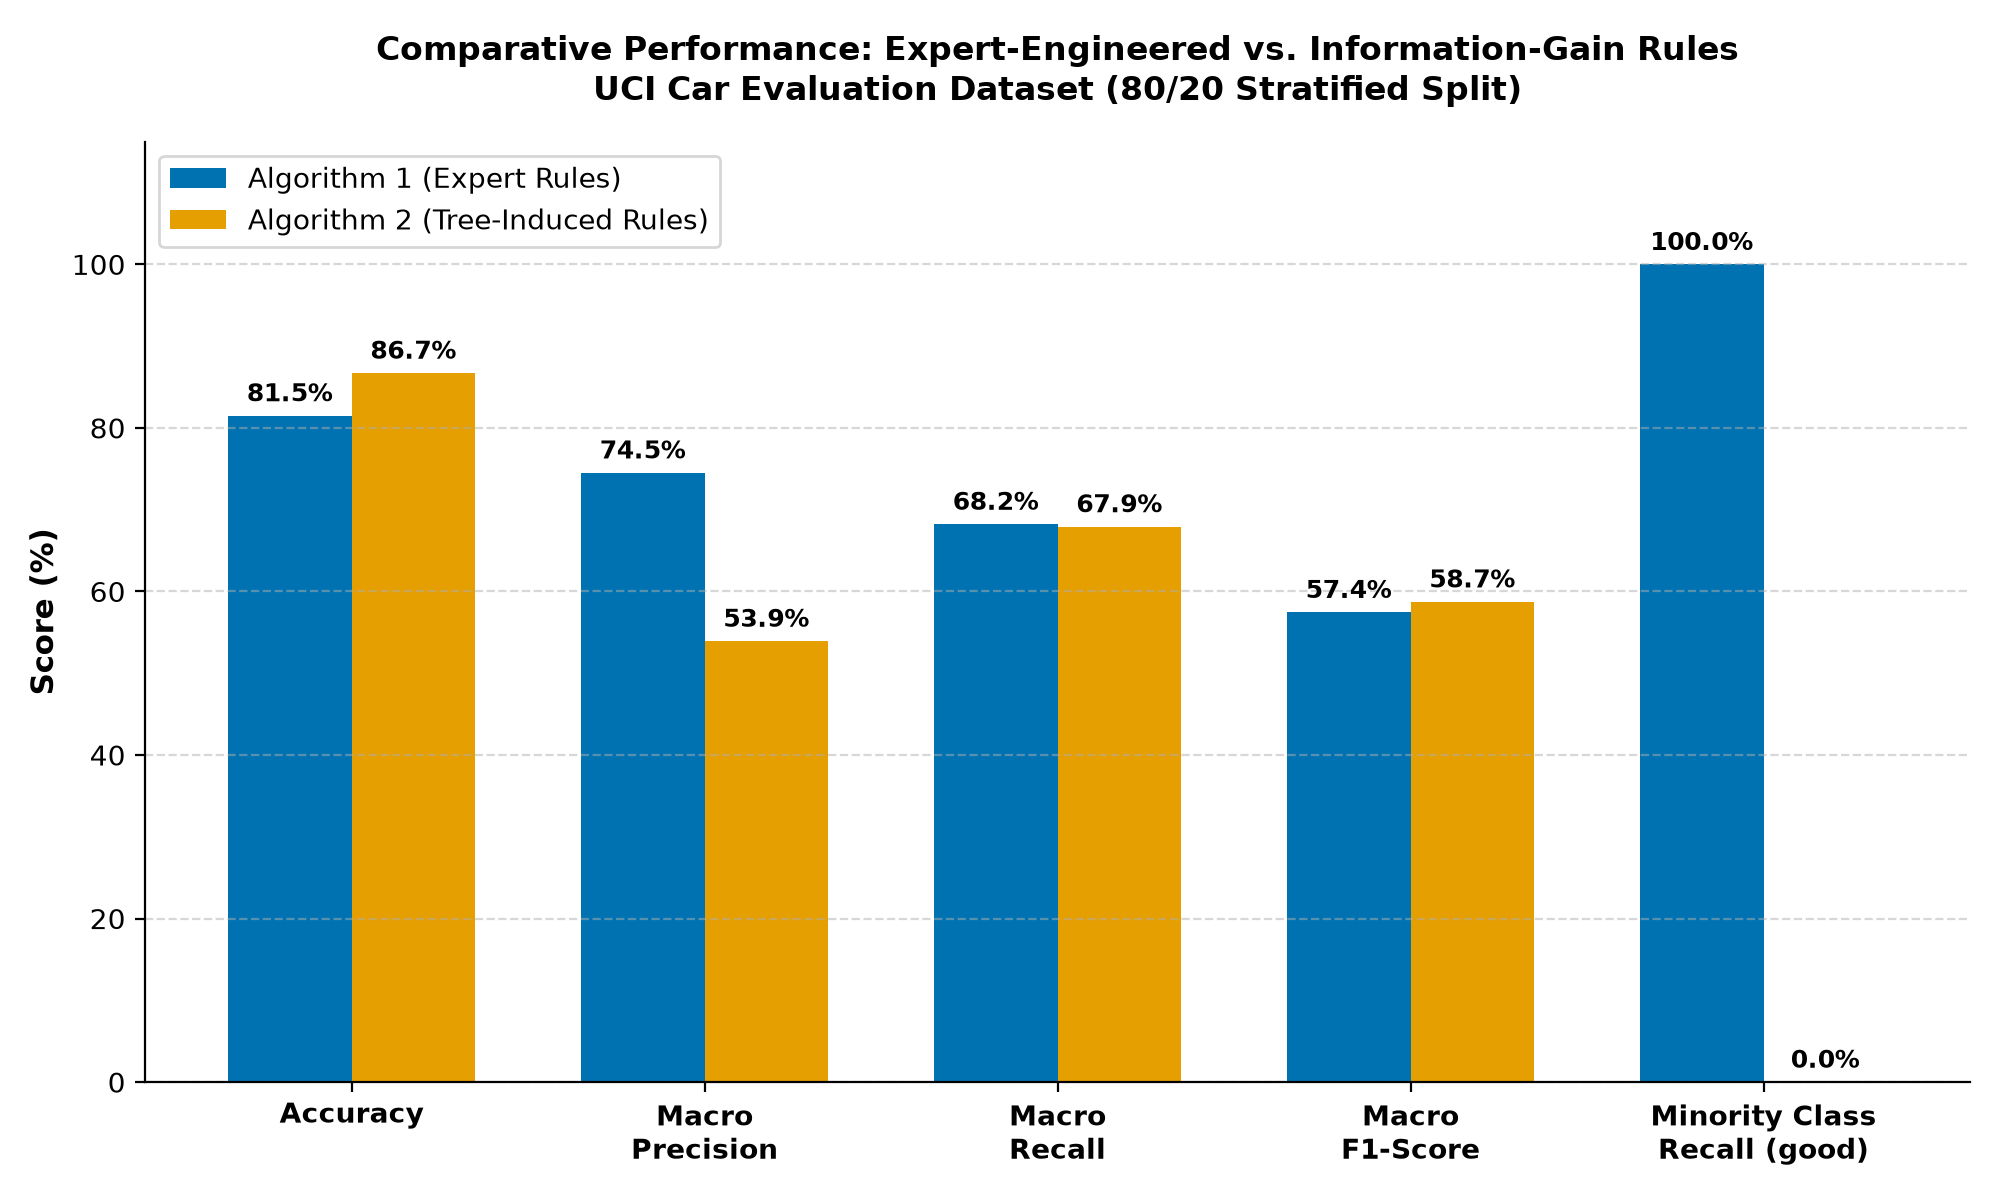 Comparative Performance: Expert-Engineered vs. Information-Gain Rules
UCI Car Evaluation Dataset (80/20 Stratified Split)
Algorithm 1 (Expert Rules)
Algorithm 2 (Tree-Induced Rules)
Score (%)
100
80
60
40
20
0
81.5%
86.7%
74.5%
53.9%
68.2%
67.9%
57.4%
58.7%
100.0%
0.0%
Accuracy
Macro
Precision
Macro
Recall
Macro
F1-Score
Minority Class
Recall (good)